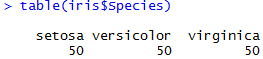 > table(iris$Species)
setosa versicolor virginica
50 50 50